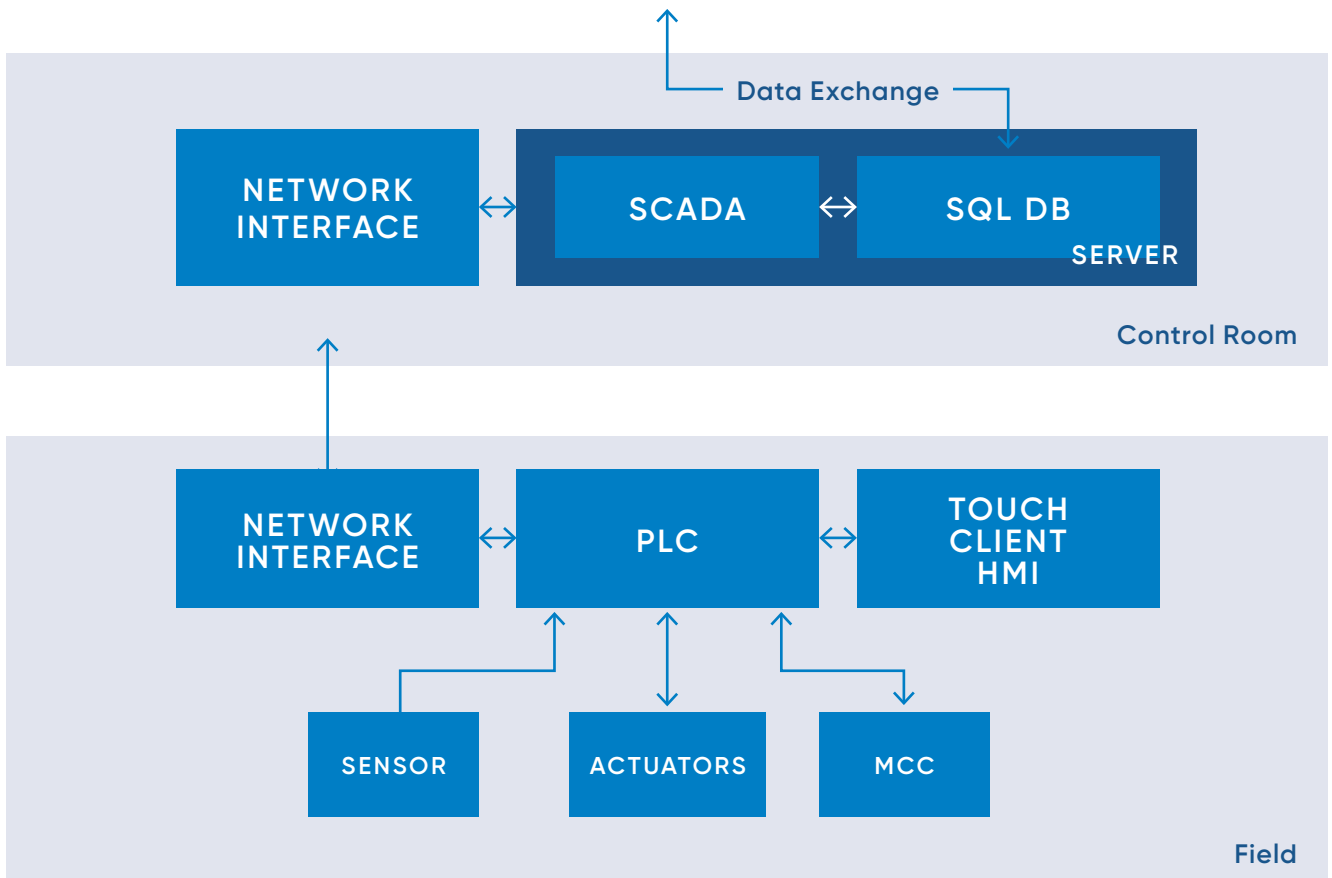 Data Exchange
NETWORK
INTERFACE
SCADA
SQL DB
SERVER
Control Room
NETWORK
INTERFACE
PLC
TOUCH
CLIENT
HMI
SENSOR
ACTUATORS
MCC
Field